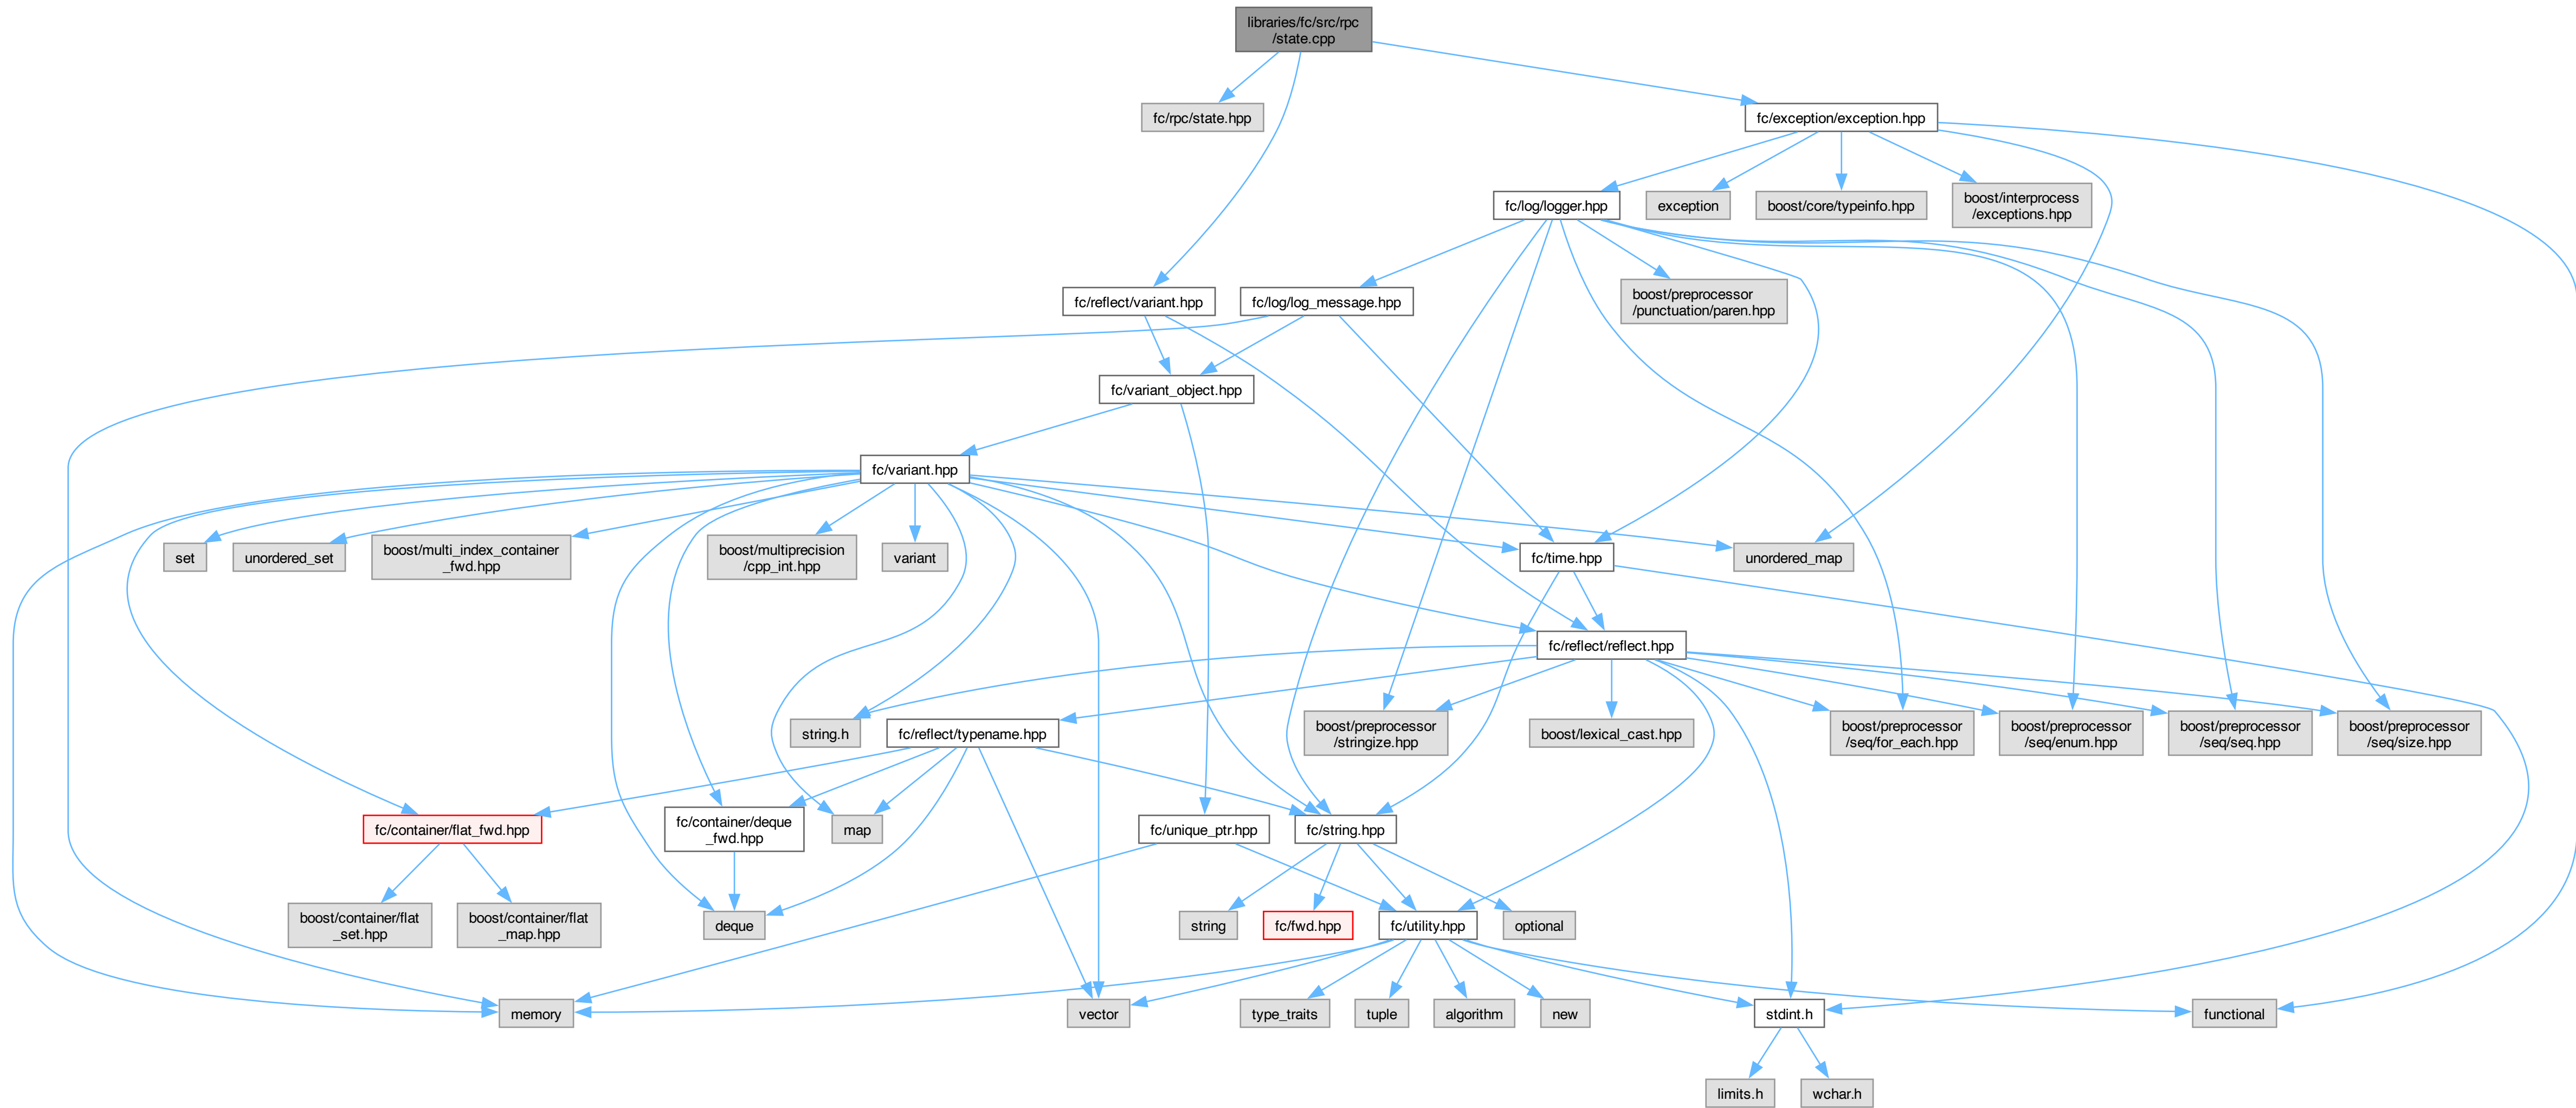 libraries/fc/src/rpc
/state.cpp
fc/rpc/state.hpp
fc/exception/exception.hpp
fc/log/logger.hpp
exception
boost/core/typeinfo.hpp
boost/interprocess
/exceptions.hpp
fc/reflect/variant.hpp
fc/log/log_message.hpp
boost/preprocessor
/punctuation/paren.hpp
fc/variant_object.hpp
fc/variant.hpp
set
unordered_set
boost/multi_index_container
_fwd.hpp
boost/multiprecision
/cpp_int.hpp
variant
fc/time.hpp
unordered_map
fc/reflect/reflect.hpp
string.h
fc/reflect/typename.hpp
boost/preprocessor
/stringize.hpp
boost/lexical_cast.hpp
boost/preprocessor
/seq/for_each.hpp
boost/preprocessor
/seq/enum.hpp
boost/preprocessor
/seq/seq.hpp
boost/preprocessor
/seq/size.hpp
fc/container/flat_fwd.hpp
fc/container/deque
_fwd.hpp
map
fc/unique_ptr.hpp
fc/string.hpp
boost/container/flat
_set.hpp
boost/container/flat
_map.hpp
deque
string
fc/fwd.hpp
fc/utility.hpp
optional
memory
vector
type_traits
tuple
algorithm
new
stdint.h
functional
limits.h
wchar.h